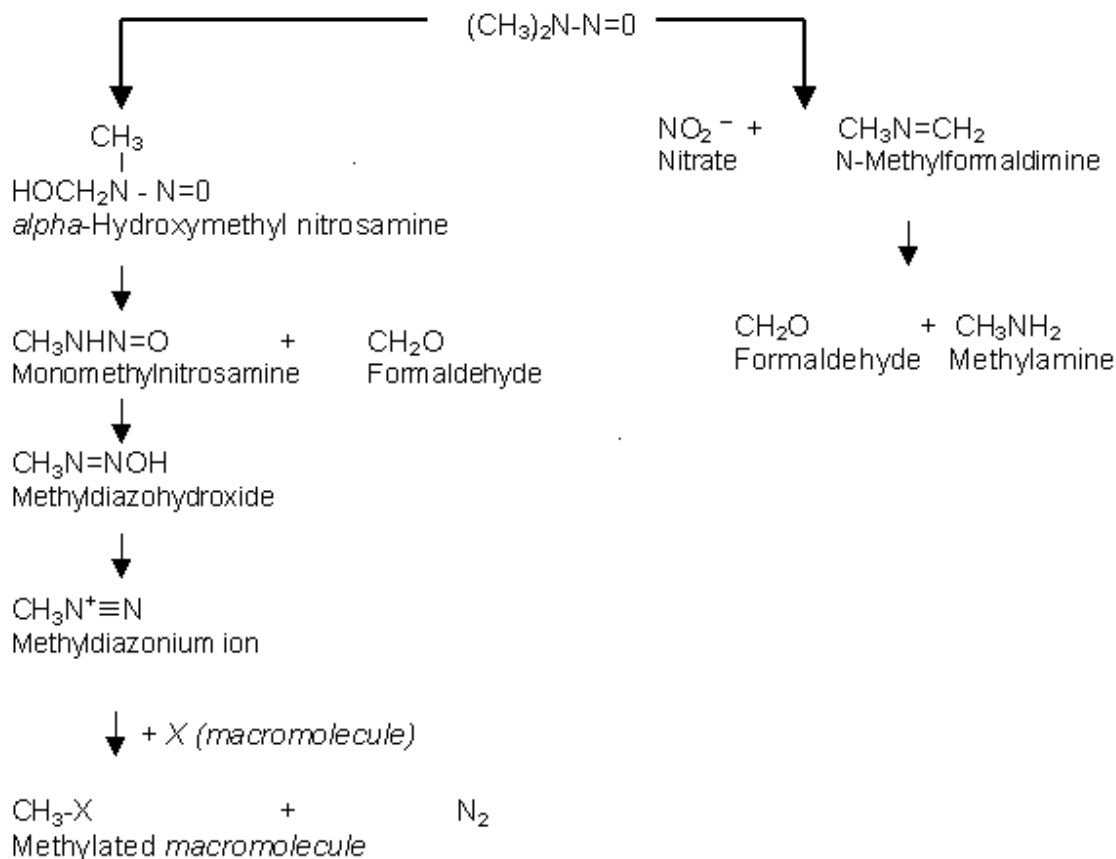 (CH₃)₂N-N=0
CH₃
HOCH₂N - N=0
alpha-Hydroxymethyl nitrosamine
CH₃NHN=O + CH₂O
Monomethylnitrosamine Formaldehyde
CH₃N=NOH
Methyldiazohydroxide
CH₃N⁺≡N
Methyldiazonium ion
+ X (macromolecule)
CH₃-X + N₂
Methylated macromolecule
NO₂⁻ + CH₃N=CH₂
Nitrate N-Methylformaldimine
CH₂O + CH₃NH₂
Formaldehyde Methylamine